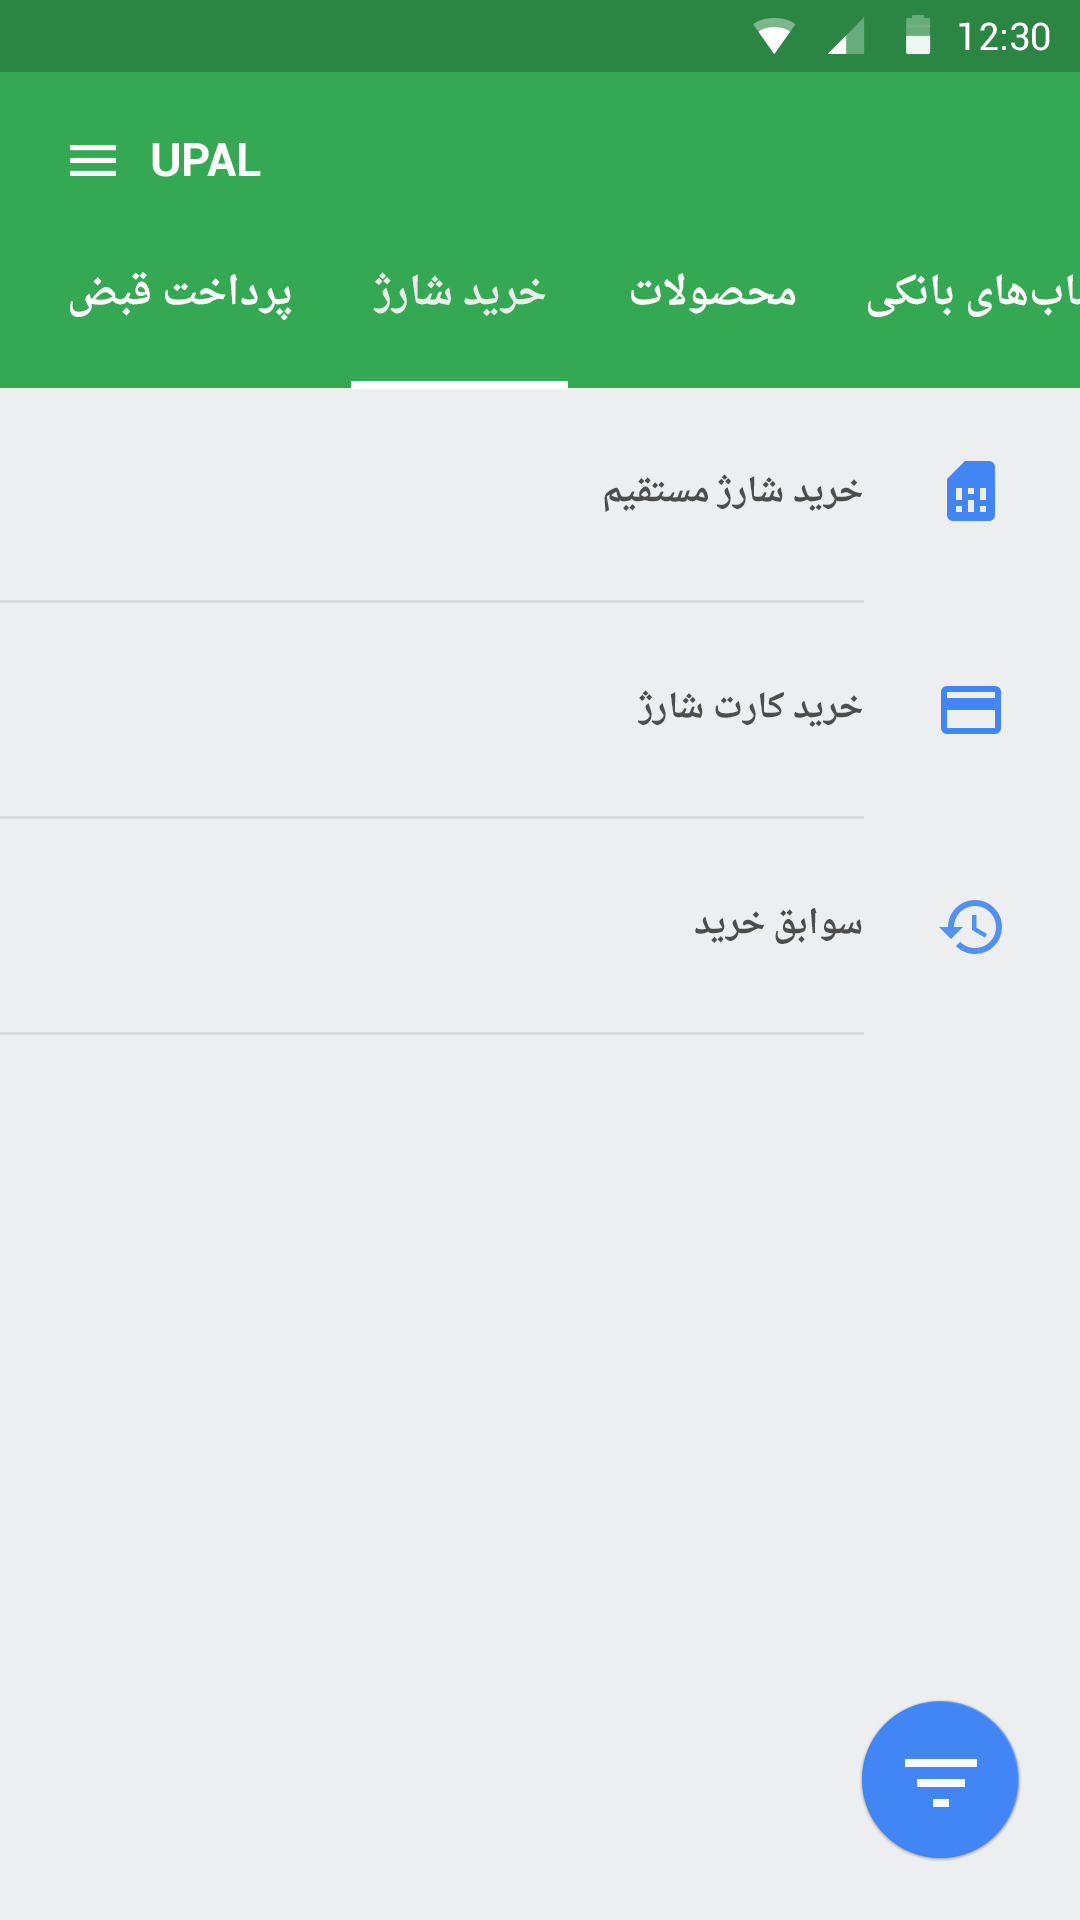 12:30
UPAL
پرداخت قبض
خرید شارژ
محصولات
اب‌های بانکی
خرید شارژ مستقیم
خرید کارت شارژ
سوابق خرید